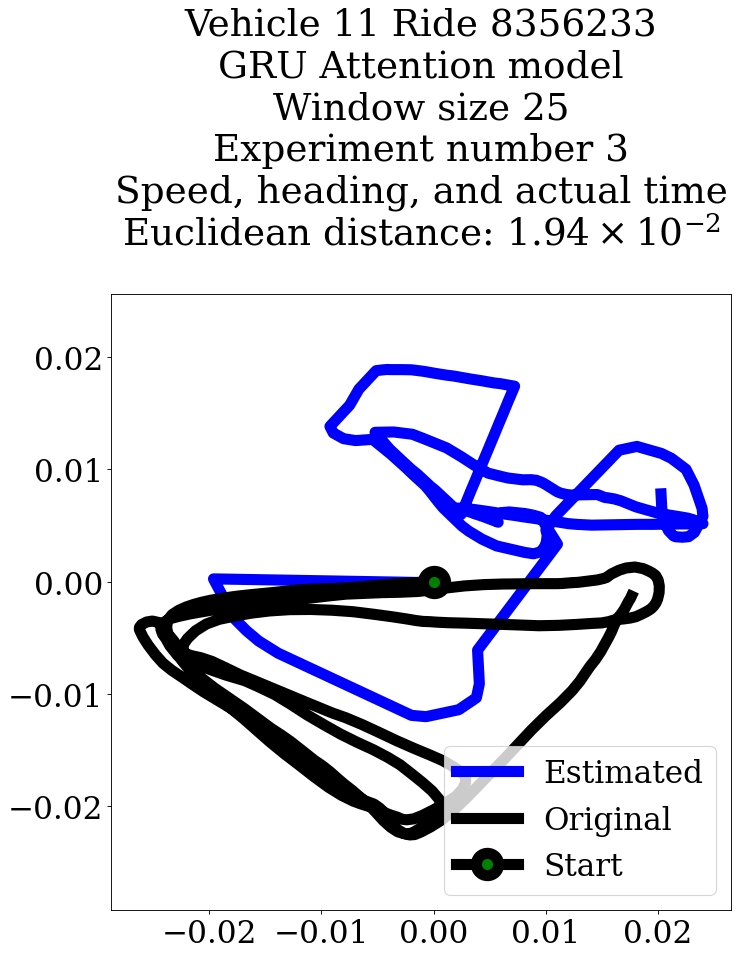 Vehicle 11 Ride 8356233
GRU Attention model
Window size 25
Experiment number 3
Speed, heading, and actual time
Euclidean distance: 1.94 × 10⁻²
0.02
0.01
0.00
−0.01
−0.02
Estimated
Original
Start
−0.02 −0.01 0.00 0.01 0.02